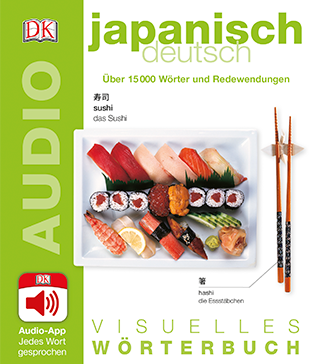 DK
japanisch
deutsch
Über 15000 Wörter und Redewendungen
寿司
sushi
das Sushi
AUDIO
箸
hashi
die Essstäbchen
DK
Audio-App
Jedes Wort
gesprochen
VISUELLES
WÖRTERBUCH